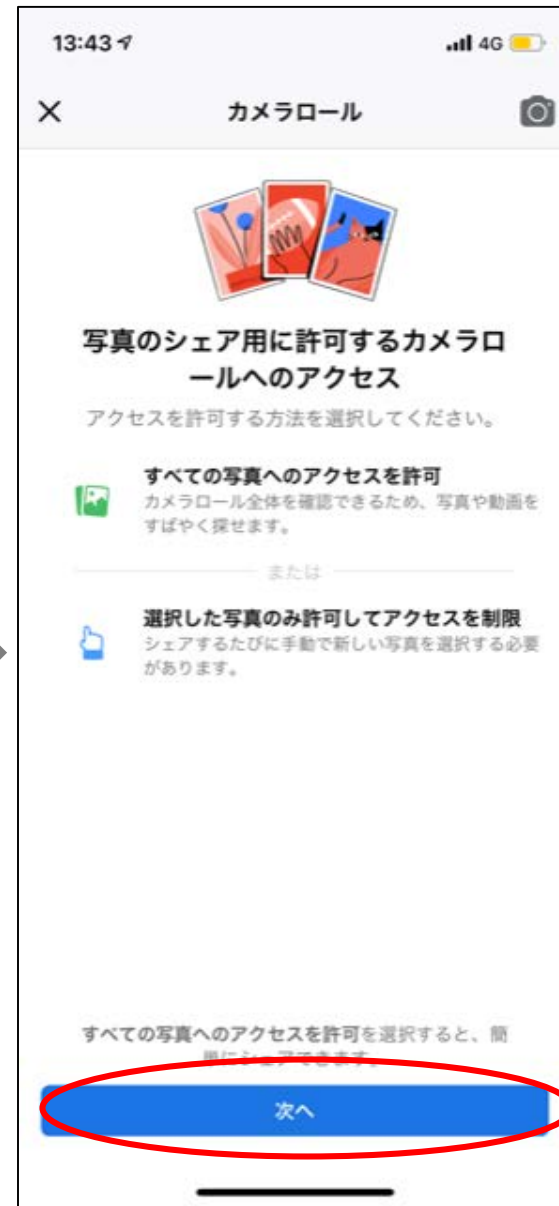 13:43
4G
カメラロール
写真のシェア用に許可するカメラロ
ールへのアクセス
アクセスを許可する方法を選択してください。
すべての写真へのアクセスを許可
カメラロール全体を確認できるため、写真や動画を
すばやく探せます。
または
選択した写真のみ許可してアクセスを制限
シェアするたびに手動で新しい写真を選択する必要
があります。
すべての写真へのアクセスを許可を選択すると、簡
単にシェアできます。
次へ